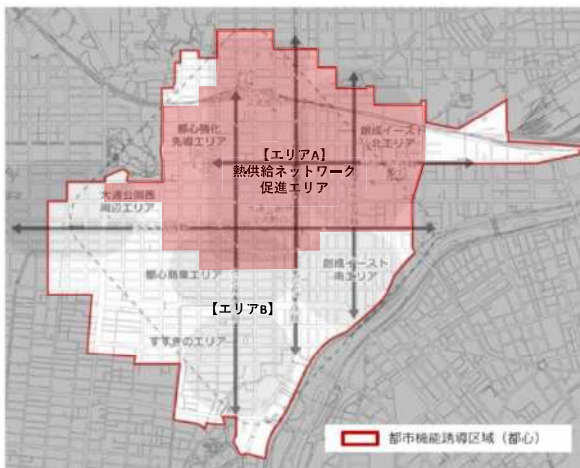 都心強化
先導エリア
創成イースト
北エリア
【エリアA】
熱供給ネットワーク
促進エリア
大通公園西
周辺エリア
都心商業エリア
創成イースト
南エリア
【エリアB】
すすきのエリア
都市機能誘導区域（都心）